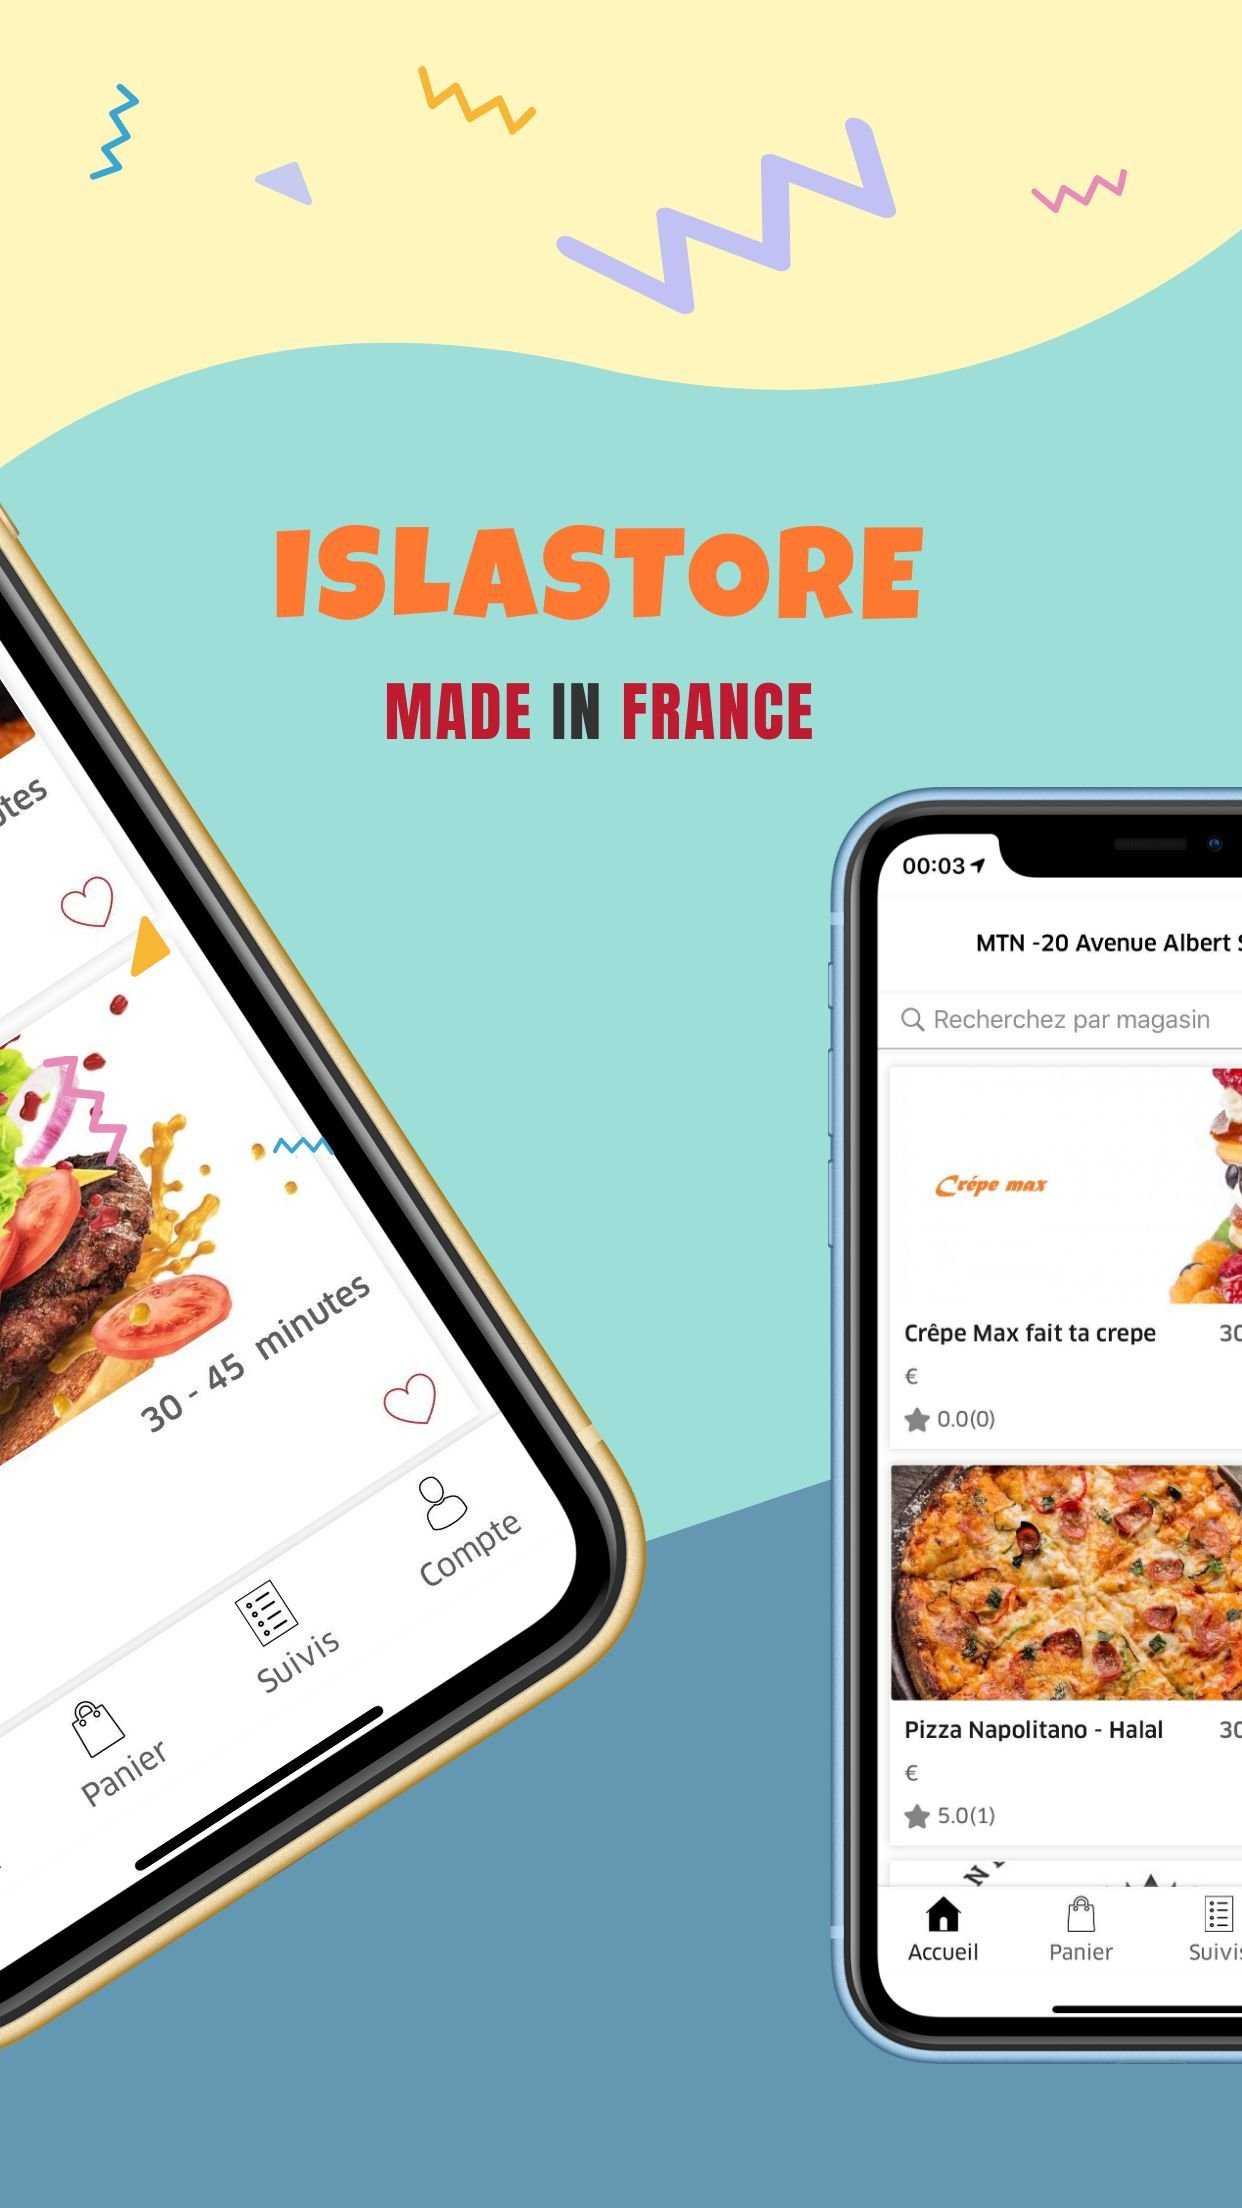 ISLASTORE
MADE IN FRANCE
30 - 45 minutes
Compte
Suivis
Panier
00:03
MTN -20 Avenue Albert
Recherchez par magasin
Crépe max
Crêpe Max fait ta crepe 30
€
0.0(0)
Pizza Napolitano - Halal 30
€
5.0(1)
Accueil Panier Suivis